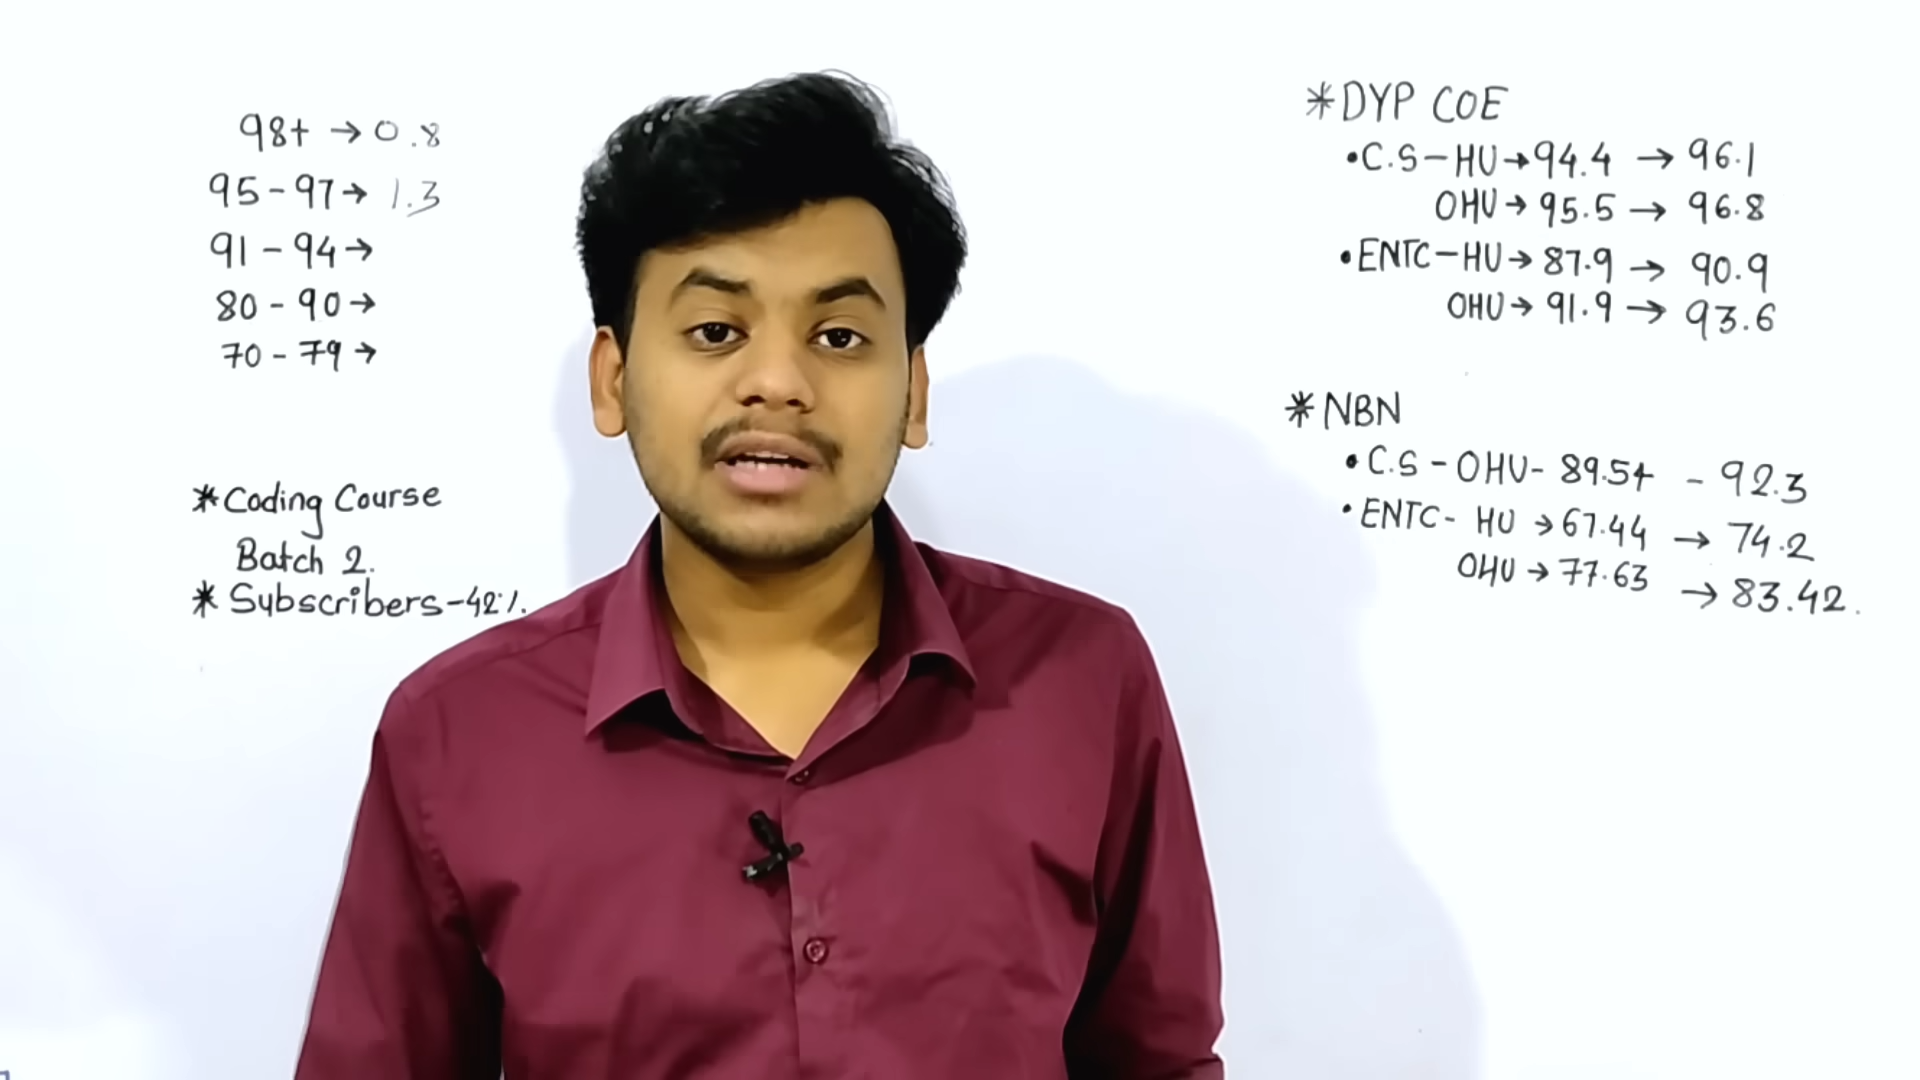 98+ → 0.8
95 - 97 → 1.3
91 - 94 →
80 - 90 →
70 - 79 →
* Coding Course
Batch 2.
* Subscribers - 42%.
* DYP COE
• C.S - HU → 94.4 → 96.1
OHU → 95.5 → 96.8
• ENTC - HU → 87.9 → 90.9
OHU → 91.9 → 93.6
* NBN
• C.S - OHU - 89.54 - 92.3
• ENTC - HU → 67.44 → 74.2
OHU → 77.63 → 83.42.